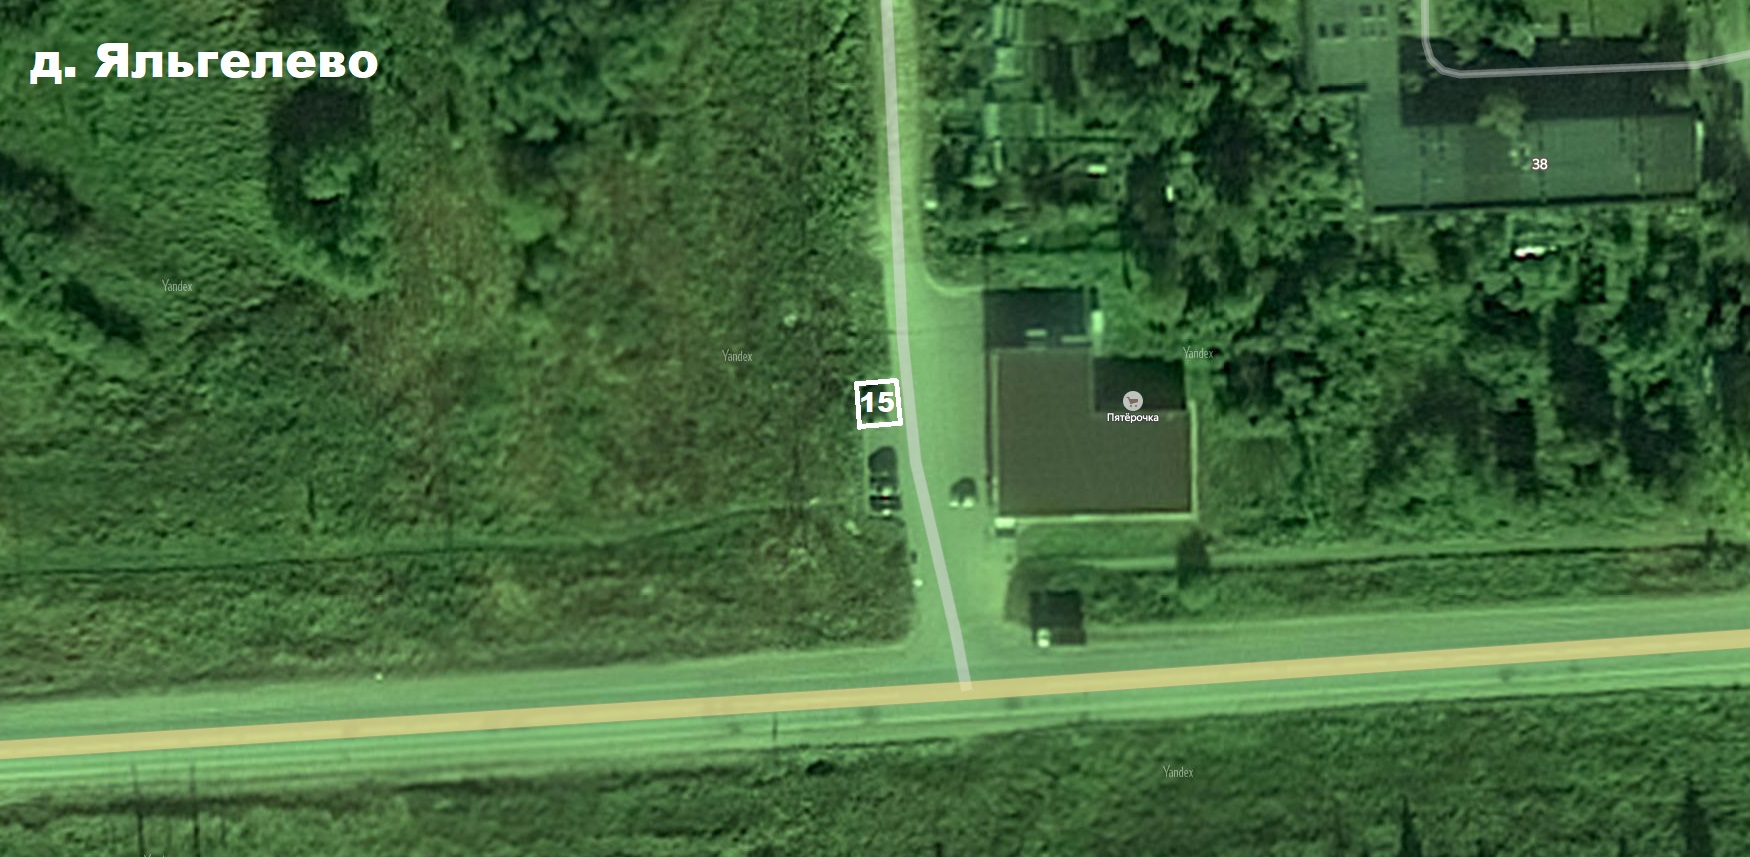 д. Яльгелево
38
Yandex
Yandex
Yandex
15
Пятёрочка
Yandex